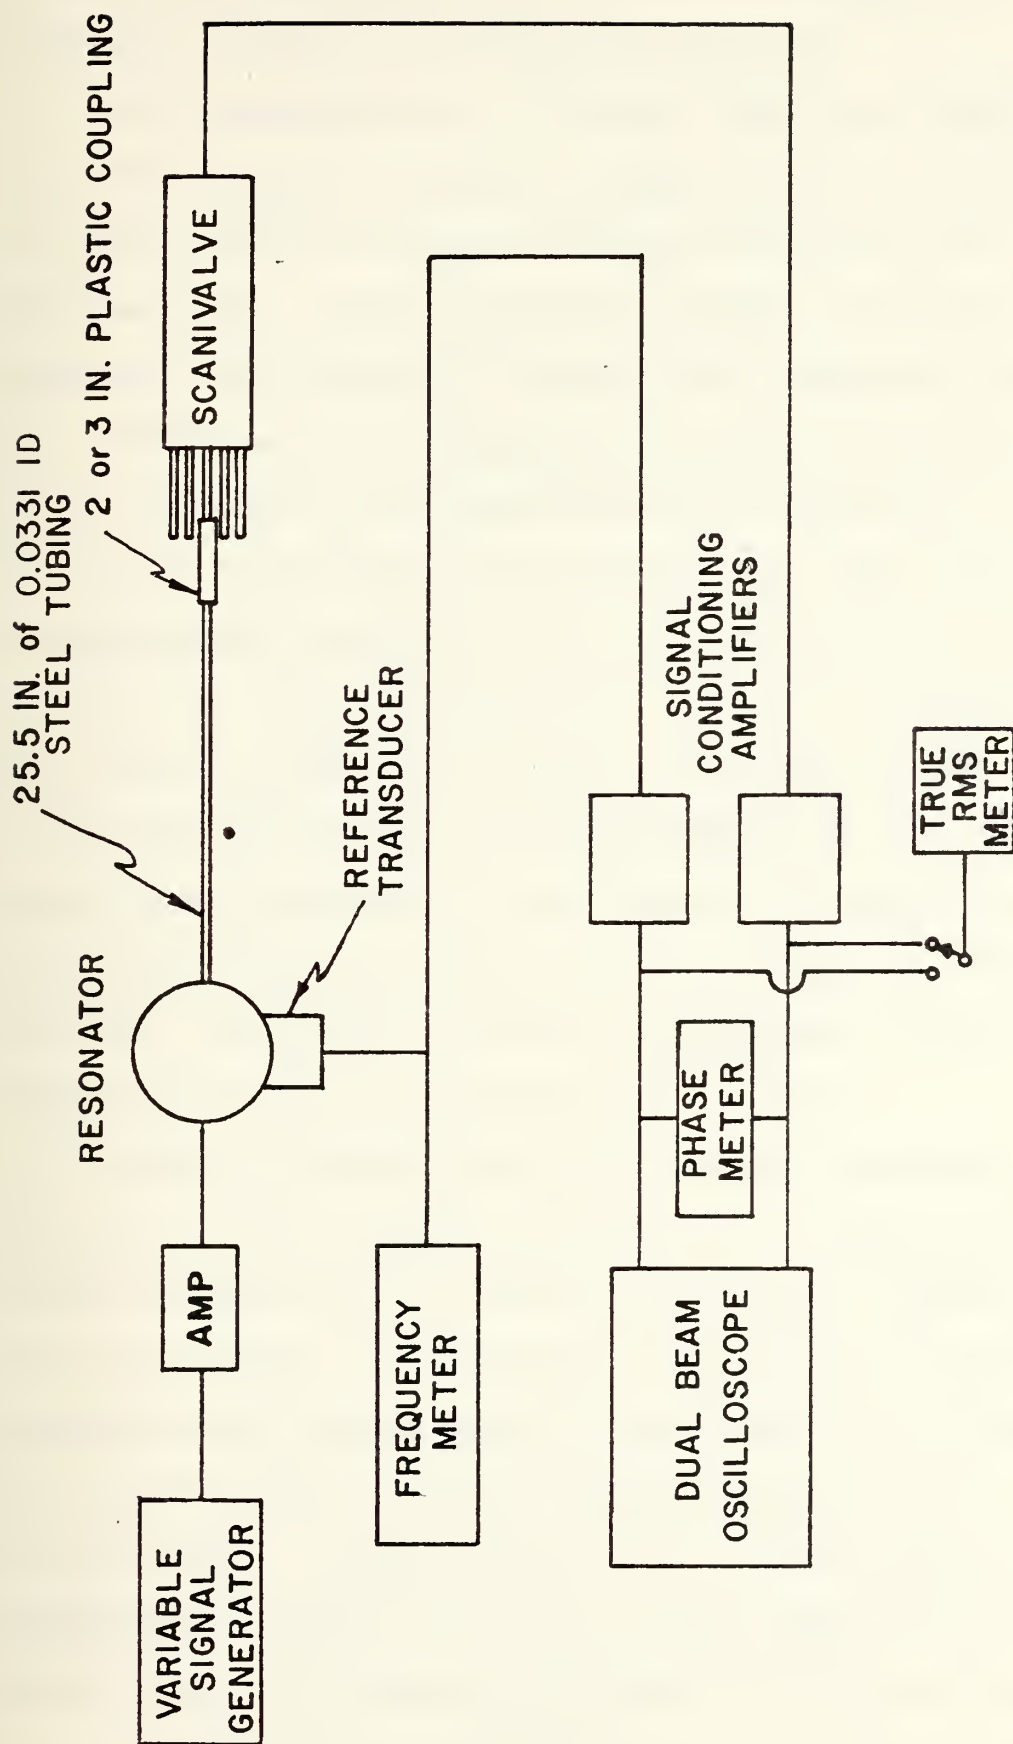 25.5 IN. of 0.0331 ID
STEEL TUBING
2 or 3 IN. PLASTIC COUPLING
RESONATOR
SCANIVALVE
AMP
VARIABLE
SIGNAL
GENERATOR
REFERENCE
TRANSDUCER
FREQUENCY
METER
SIGNAL
CONDITIONING
AMPLIFIERS
PHASE
METER
DUAL BEAM
OSCILLOSCOPE
TRUE
RMS
METER